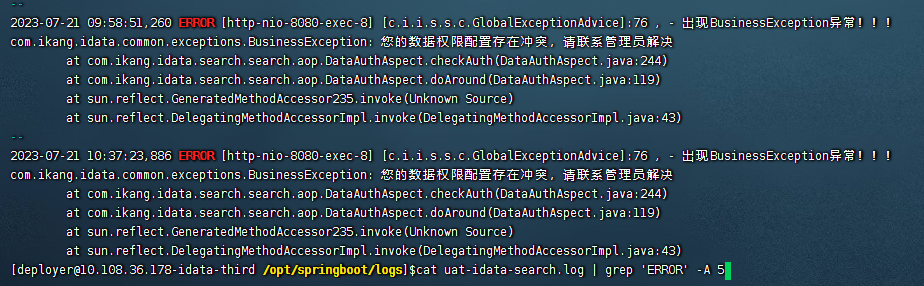 --
2023-07-21 09:58:51,260 ERROR [http-nio-8080-exec-8] [c.i.i.s.s.c.GlobalExceptionAdvice]:76 , - 出现BusinessException异常！！！
com.ikang.idata.common.exceptions.BusinessException: 您的数据权限配置存在冲突, 请联系管理员解决
at com.ikang.idata.search.search.aop.DataAuthAspect.checkAuth(DataAuthAspect.java:244)
at com.ikang.idata.search.search.aop.DataAuthAspect.doAround(DataAuthAspect.java:119)
at sun.reflect.GeneratedMethodAccessor235.invoke(Unknown Source)
at sun.reflect.DelegatingMethodAccessorImpl.invoke(DelegatingMethodAccessorImpl.java:43)
--
2023-07-21 10:37:23,886 ERROR [http-nio-8080-exec-8] [c.i.i.s.s.c.GlobalExceptionAdvice]:76 , - 出现BusinessException异常！！！
com.ikang.idata.common.exceptions.BusinessException: 您的数据权限配置存在冲突, 请联系管理员解决
at com.ikang.idata.search.search.aop.DataAuthAspect.checkAuth(DataAuthAspect.java:244)
at com.ikang.idata.search.search.aop.DataAuthAspect.doAround(DataAuthAspect.java:119)
at sun.reflect.GeneratedMethodAccessor235.invoke(Unknown Source)
at sun.reflect.DelegatingMethodAccessorImpl.invoke(DelegatingMethodAccessorImpl.java:43)
[deployer@10.108.36.178-idata-third /opt/springboot/logs]$cat uat-idata-search.log | grep 'ERROR' -A 5